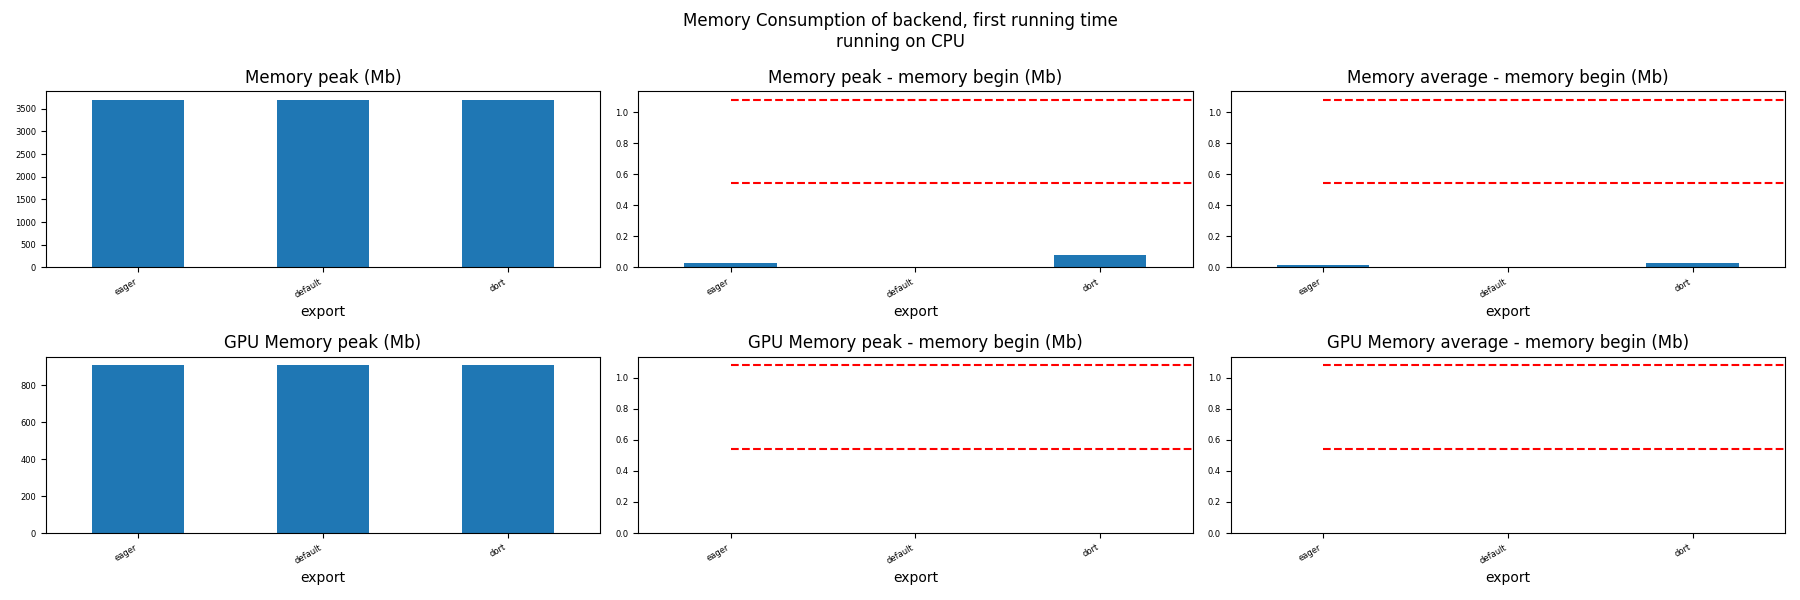 Memory Consumption of backend, first running time
running on CPU
Memory peak (Mb)
3500
3000
2500
2000
1500
1000
500
0
eager
default
dort
export
Memory peak - memory begin (Mb)
1.0
0.8
0.6
0.4
0.2
0.0
eager
default
dort
export
Memory average - memory begin (Mb)
1.0
0.8
0.6
0.4
0.2
0.0
eager
default
dort
export
GPU Memory peak (Mb)
800
600
400
200
0
eager
default
dort
export
GPU Memory peak - memory begin (Mb)
1.0
0.8
0.6
0.4
0.2
0.0
eager
default
dort
export
GPU Memory average - memory begin (Mb)
1.0
0.8
0.6
0.4
0.2
0.0
eager
default
dort
export